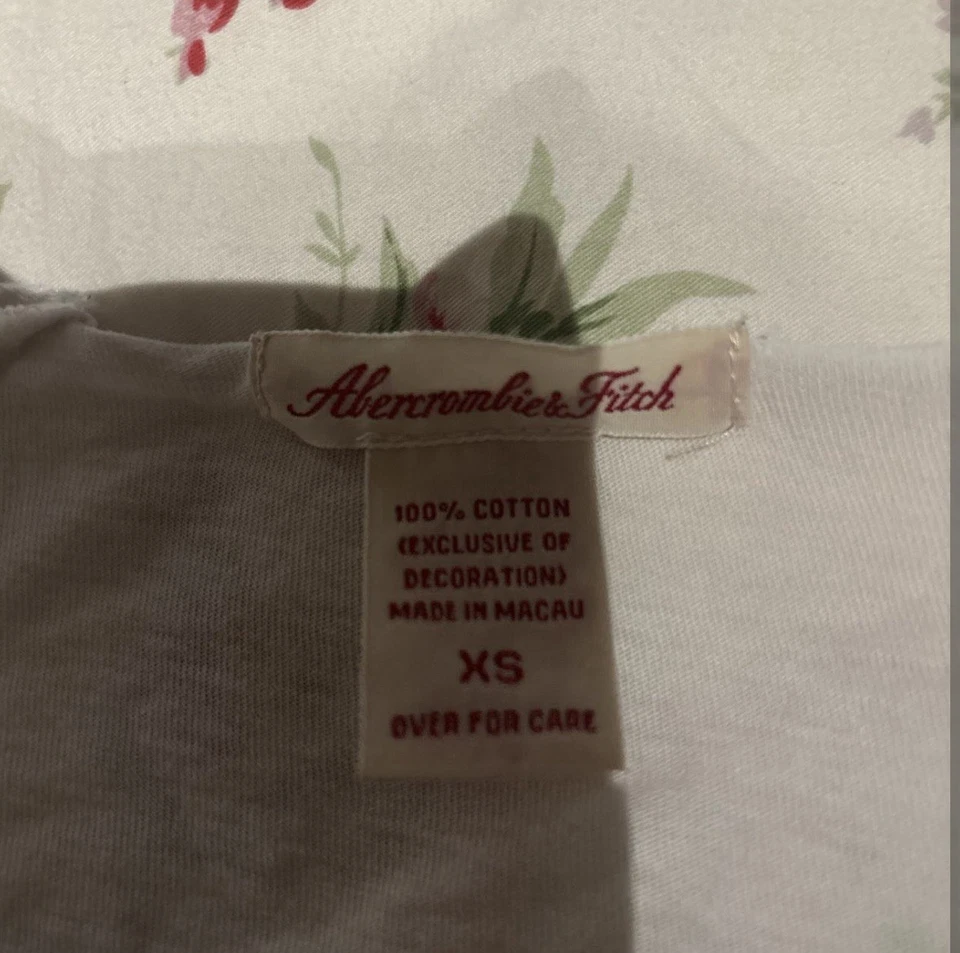 Abercrombie & Fitch
100% COTTON
(EXCLUSIVE OF
DECORATION)
MADE IN MACAU
XS
OVER FOR CARE